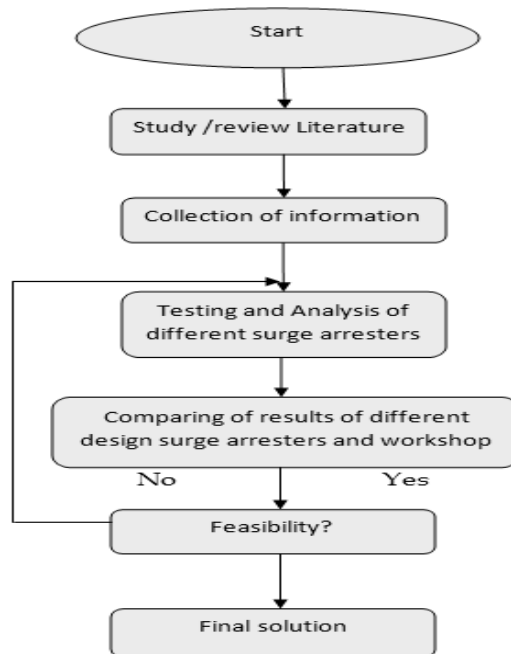 Start
Study /review Literature
Collection of information
Testing and Analysis of
different surge arresters
Comparing of results of different
design surge arresters and workshop
No Yes
Feasibility?
Final solution